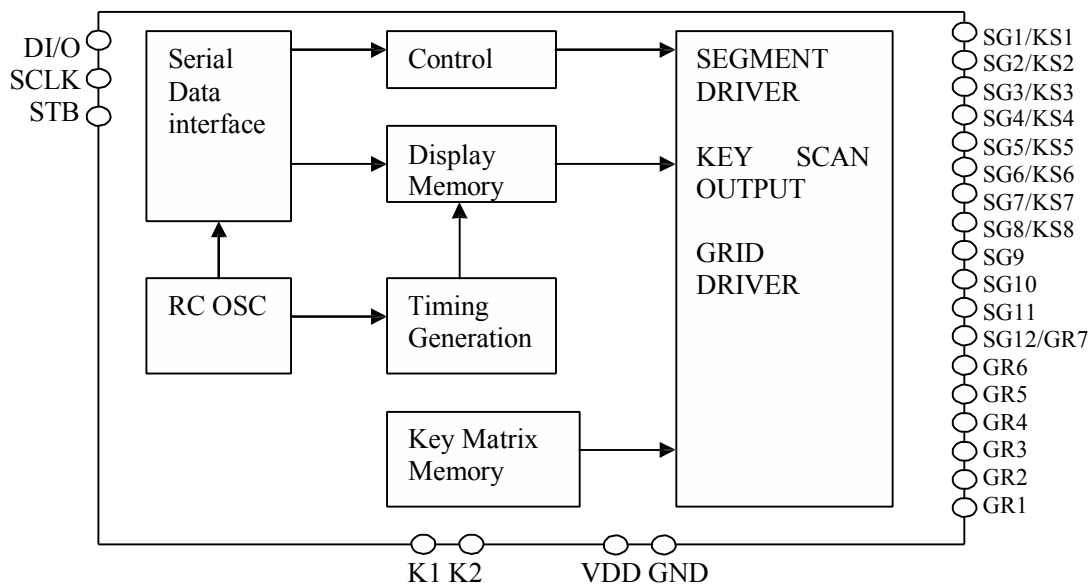 DI/O
SCLK
STB
Serial
Data
interface
Control
Display
Memory
RC OSC
Timing
Generation
Key Matrix
Memory
SEGMENT
DRIVER
KEY SCAN
OUTPUT
GRID
DRIVER
SG1/KS1
SG2/KS2
SG3/KS3
SG4/KS4
SG5/KS5
SG6/KS6
SG7/KS7
SG8/KS8
SG9
SG10
SG11
SG12/GR7
GR6
GR5
GR4
GR3
GR2
GR1
K1 K2 VDD GND